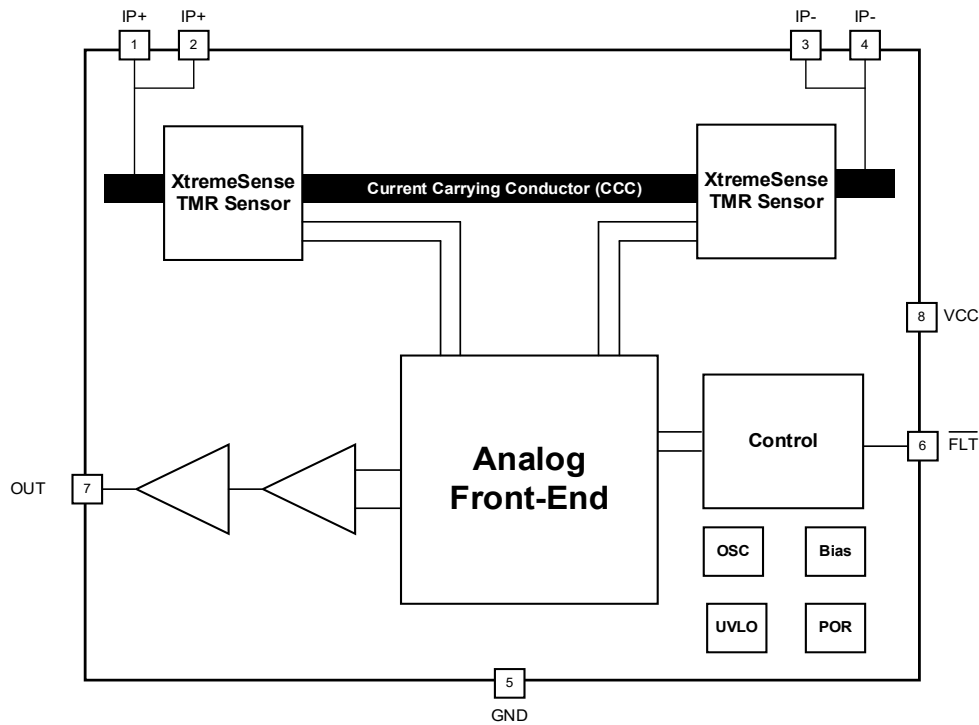 IP+ IP+ IP- IP-
1 2 3 4
XtremeSense
TMR Sensor
Current Carrying Conductor (CCC)
XtremeSense
TMR Sensor
8 VCC
Analog
Front-End
Control
6 FLT
OUT 7
OSC Bias
UVLO POR
5
GND